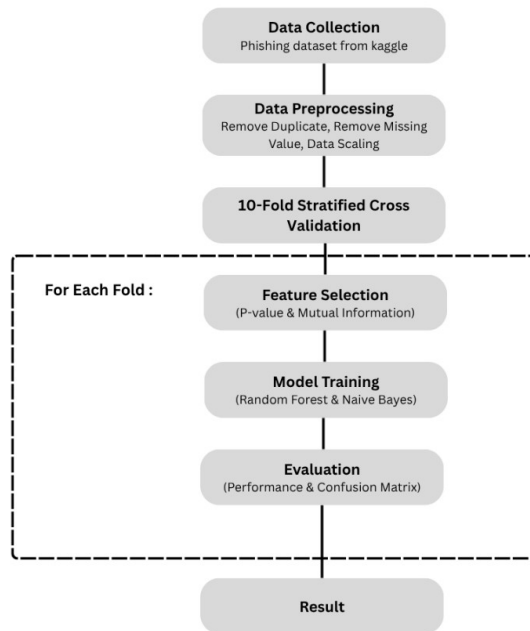 Data Collection
Phishing dataset from kaggle
Data Preprocessing
Remove Duplicate, Remove Missing
Value, Data Scaling
10-Fold Stratified Cross
Validation
For Each Fold :
Feature Selection
(P-value & Mutual Information)
Model Training
(Random Forest & Naive Bayes)
Evaluation
(Performance & Confusion Matrix)
Result